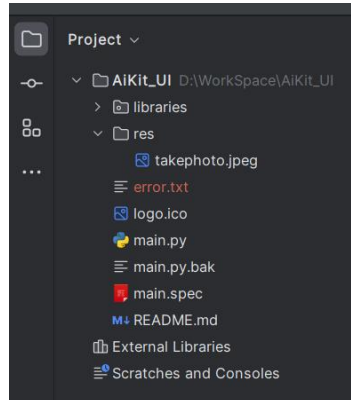 Project
AiKit_UI D:\WorkSpace\AiKit_UI
libraries
res
takephoto.jpeg
error.txt
logo.ico
main.py
main.py.bak
main.spec
M↓ README.md
External Libraries
Scratches and Consoles